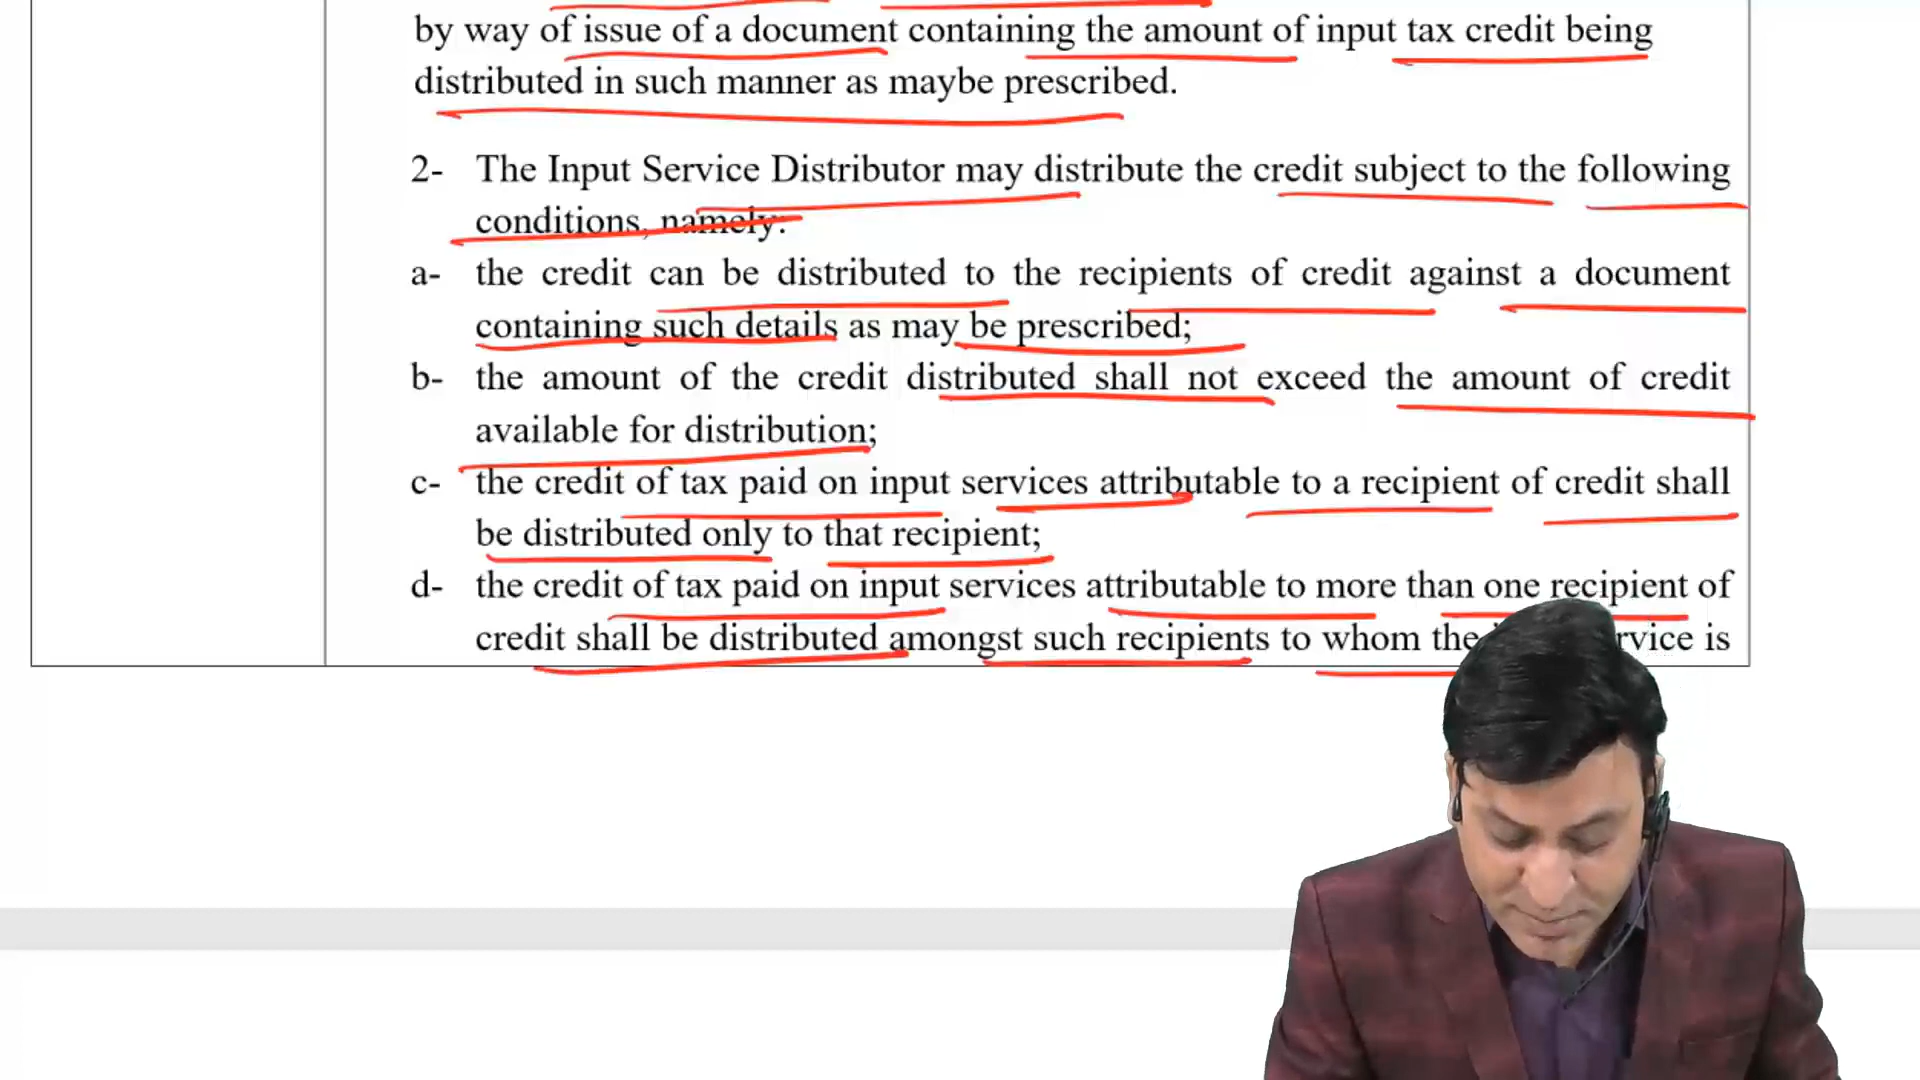 by way of issue of a document containing the amount of input tax credit being
distributed in such manner as maybe prescribed.
2- The Input Service Distributor may distribute the credit subject to the following
conditions, namely:
a- the credit can be distributed to the recipients of credit against a document
containing such details as may be prescribed;
b- the amount of the credit distributed shall not exceed the amount of credit
available for distribution;
c- the credit of tax paid on input services attributable to a recipient of credit shall
be distributed only to that recipient;
d- the credit of tax paid on input services attributable to more than one recipient of
credit shall be distributed amongst such recipients to whom the is